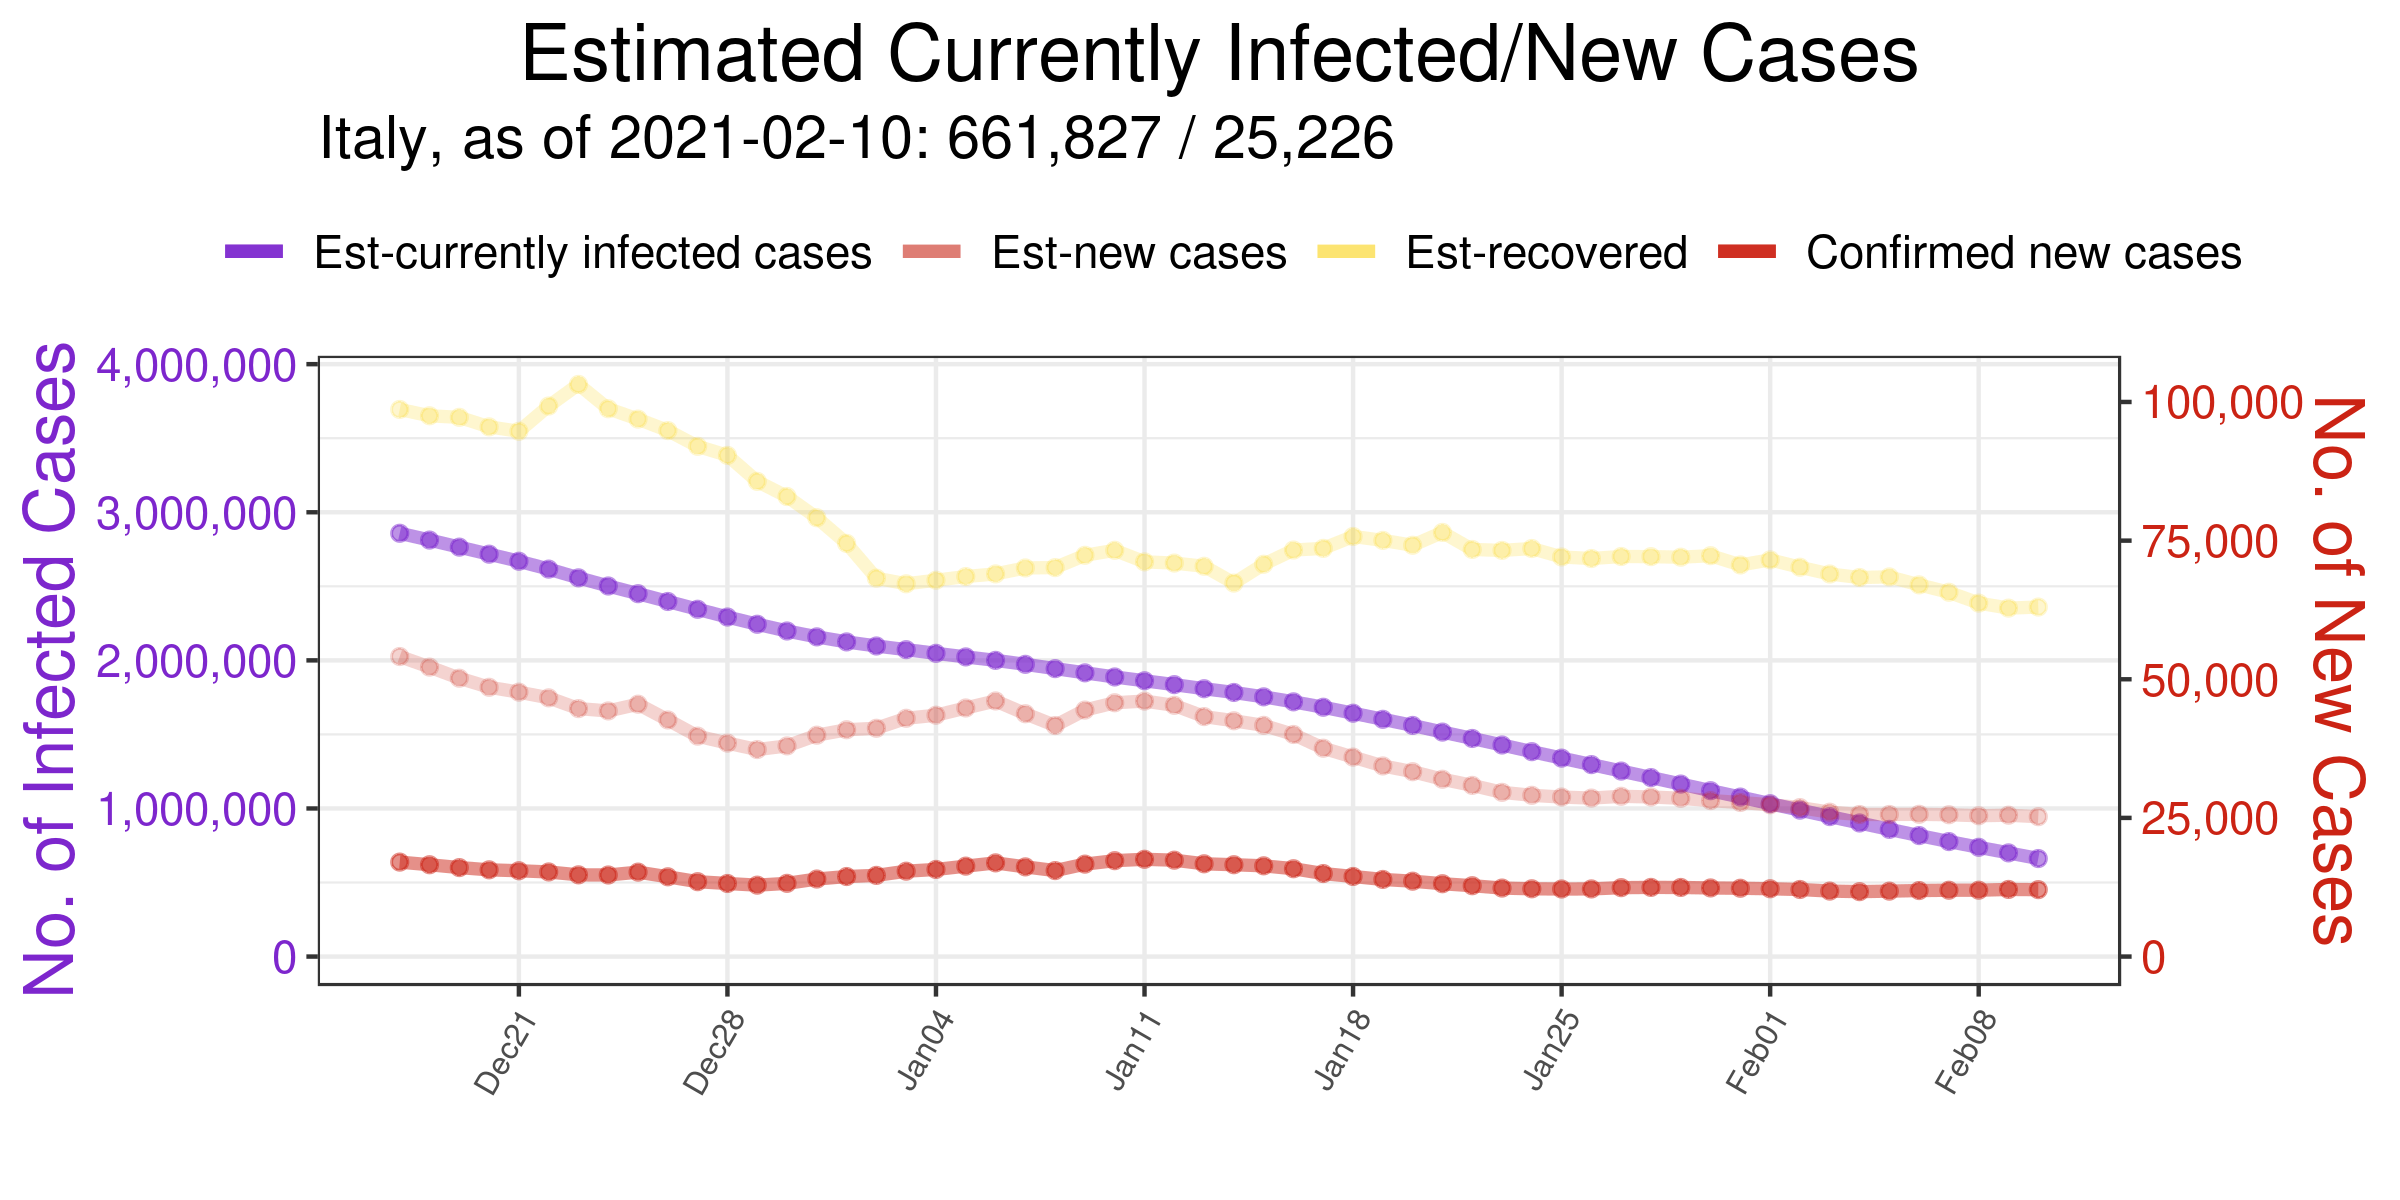 Estimated Currently Infected/New Cases
Italy, as of 2021-02-10: 661,827 / 25,226
Est-currently infected cases Est-new cases Est-recovered Confirmed new cases
No. of Infected Cases
4,000,000
3,000,000
2,000,000
1,000,000
0
100,000
75,000
50,000
25,000
0
No. of New Cases
Dec21 Dec28 Jan04 Jan11 Jan18 Jan25 Feb01 Feb08